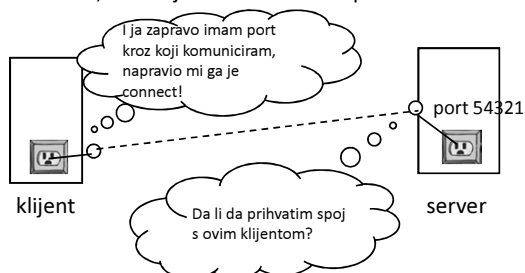 I ja zapravo imam port
kroz koji komuniciram,
napravio mi ga je
connect!
port 54321
klijent
server
Da li da prihvatim spoj
s ovim klijentom?